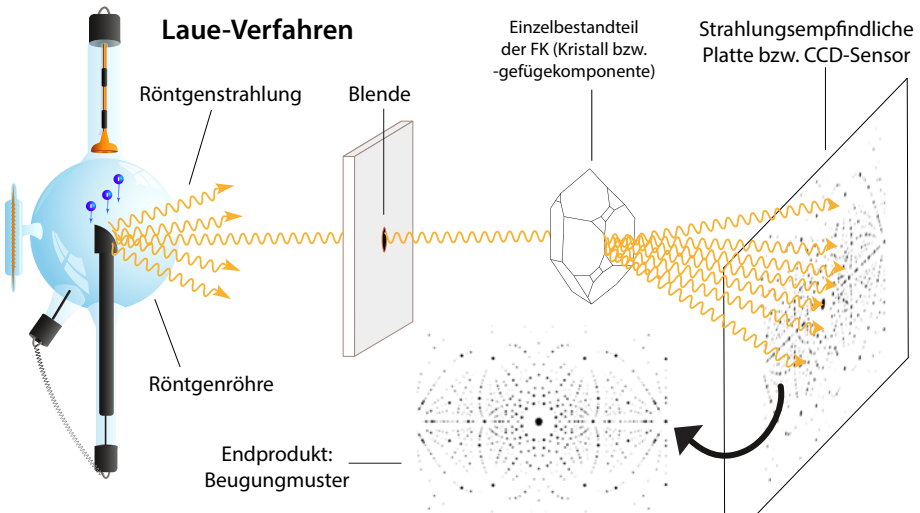 Laue-Verfahren
Röntgenstrahlung
Blende
Einzelbestandteil
der FK (Kristall bzw.
-gefügekomponente)
Strahlungsempfindliche
Platte bzw. CCD-Sensor
Röntgenröhre
Endprodukt:
Beugungmuster